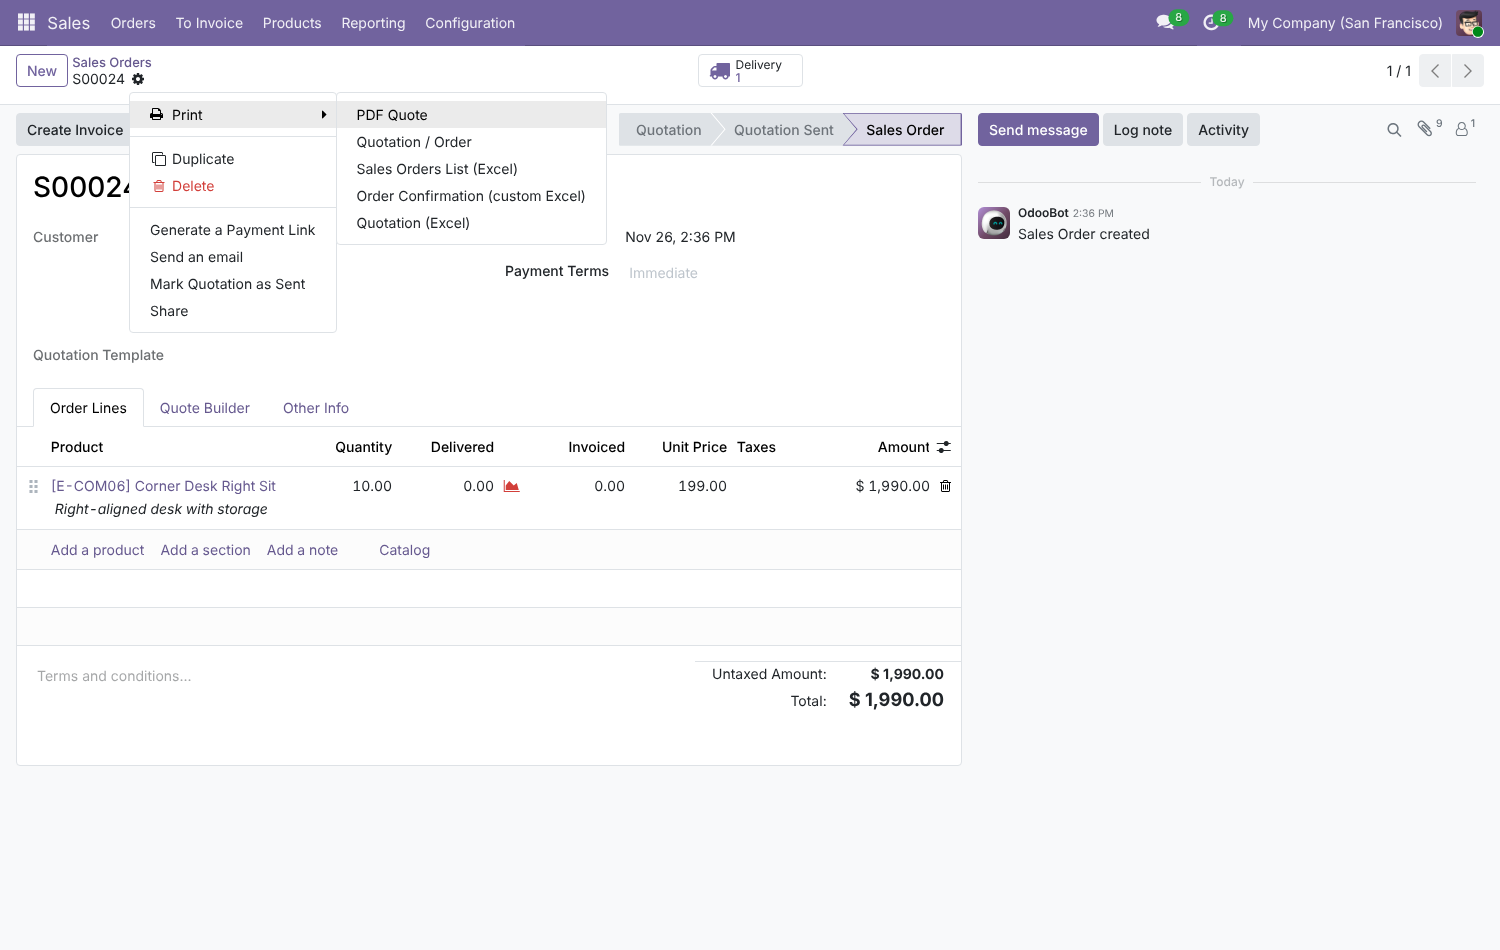 Sales Orders To Invoice Products Reporting Configuration 8 8 My Company (San Francisco)
New Sales Orders
S00024
Delivery
1
1 / 1
Create Invoice
Print
Duplicate
Delete
Generate a Payment Link
Send an email
Mark Quotation as Sent
Share
PDF Quote
Quotation / Order
Sales Orders List (Excel)
Order Confirmation (custom Excel)
Quotation (Excel)
Quotation Quotation Sent Sales Order
Send message Log note Activity 9 1
S00024
Customer
Nov 26, 2:36 PM
Payment Terms Immediate
Quotation Template
Today
OdooBot 2:36 PM
Sales Order created
Order Lines Quote Builder Other Info
Product Quantity Delivered Invoiced Unit Price Taxes Amount
[E-COM06] Corner Desk Right Sit 10.00 0.00 0.00 199.00 $ 1,990.00
Right-aligned desk with storage
Add a product Add a section Add a note Catalog
Terms and conditions...
Untaxed Amount: $ 1,990.00
Total: $ 1,990.00